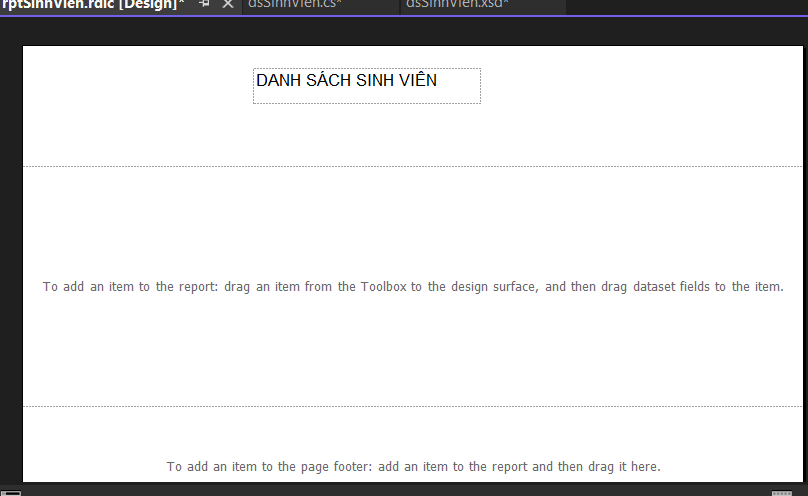 rptSinhVien.rdlc [Design]* dsSinhVien.cs* dsSinhVien.xsd*
DANH SÁCH SINH VIÊN
To add an item to the report: drag an item from the Toolbox to the design surface, and then drag dataset fields to the item.
To add an item to the page footer: add an item to the report and then drag it here.